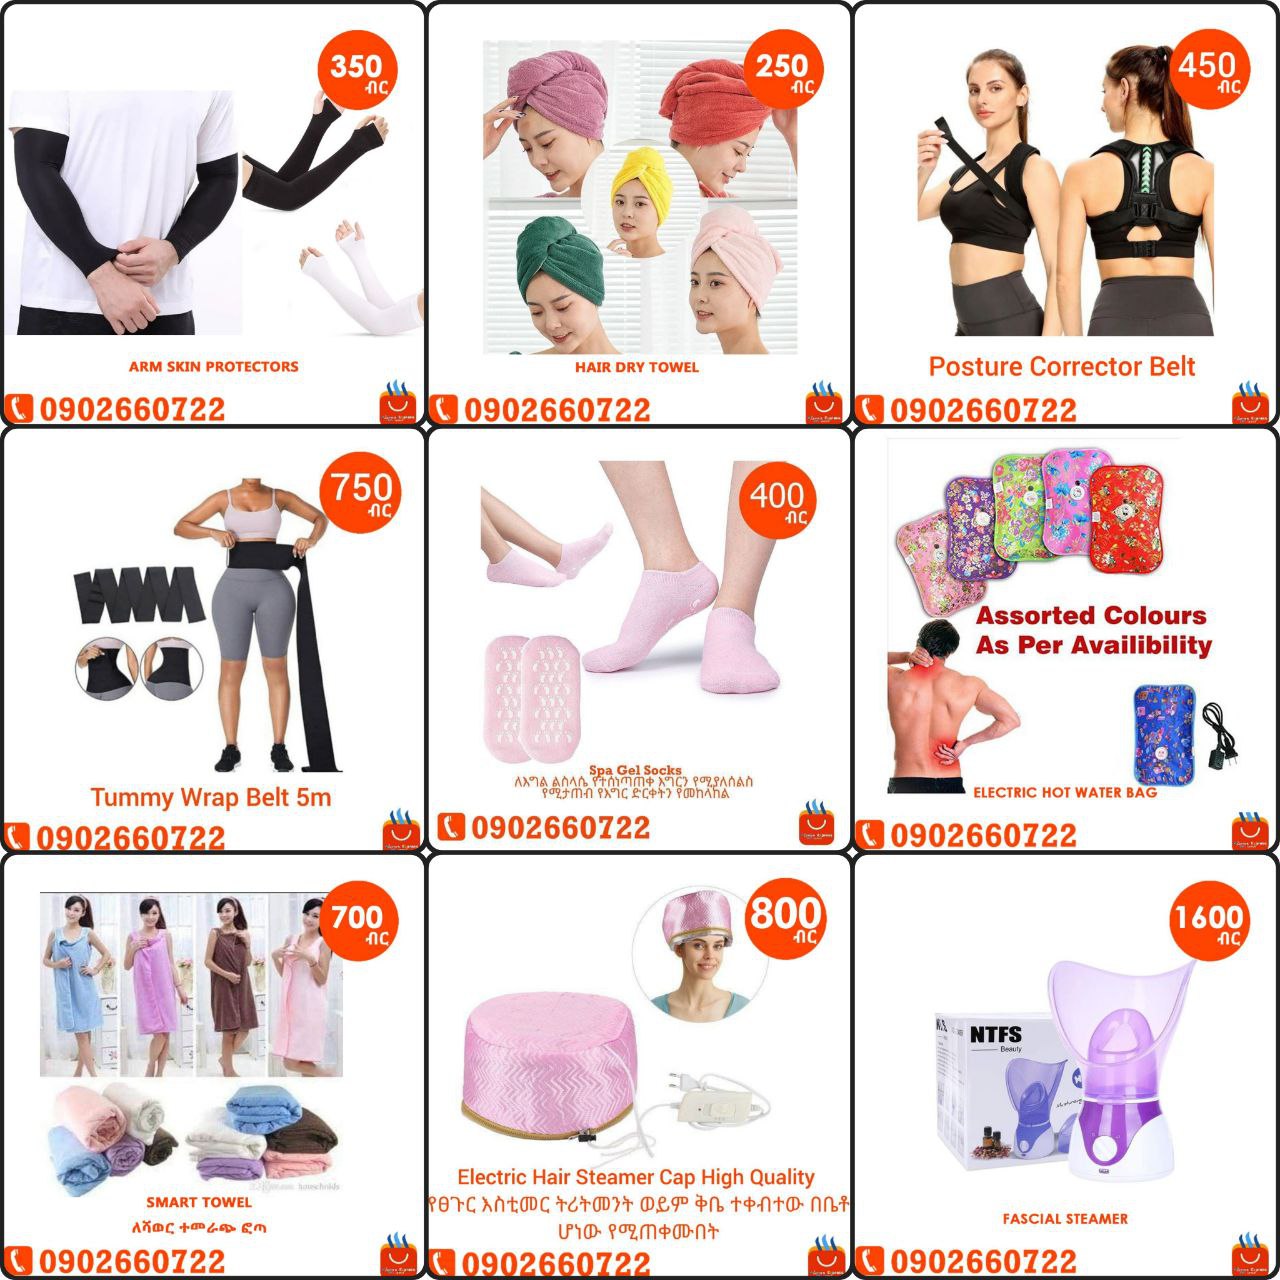 350
ብር
ARM SKIN PROTECTORS
0902660722
250
ብር
HAIR DRY TOWEL
0902660722
450
ብር
Posture Corrector Belt
0902660722
750
ብር
Tummy Wrap Belt 5m
0902660722
400
ብር
Spa Gel Socks
ለእግል ልስላሴ የተሰነጣጠቀ እግርን የሚያለሰልስ
የሚታጠብ የእግር ድርቀትን የመከላከል
0902660722
Assorted Colours
As Per Availibility
ELECTRIC HOT WATER BAG
0902660722
700
ብር
households
SMART TOWEL
ለሻወር ተመራጭ ፎጣ
0902660722
800
ብር
Electric Hair Steamer Cap High Quality
የፀጉር እስቲመር ትሪትመንት ወይም ቅቤ ተቀብተው በቤቶ
ሆነው የሚጠቀሙበት
0902660722
1600
ብር
NTFS
Beauty
FASCIAL STEAMER
0902660722